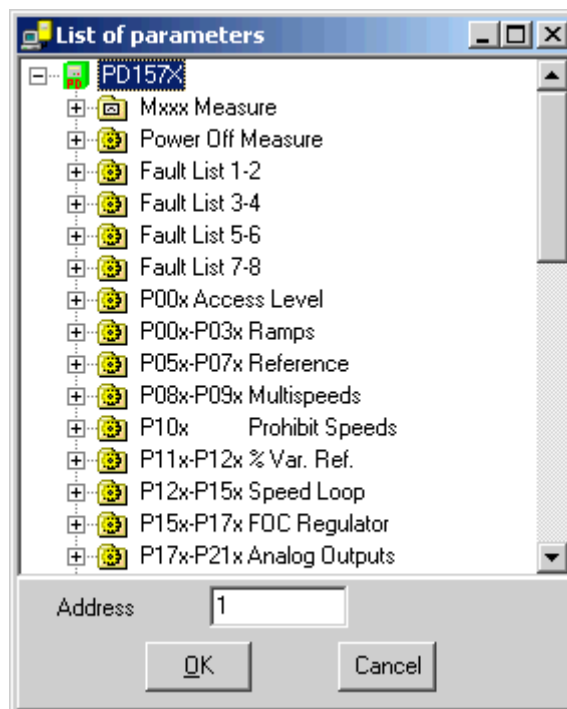 List of parameters
PD157X
Mxxx Measure
Power Off Measure
Fault List 1-2
Fault List 3-4
Fault List 5-6
Fault List 7-8
P00x Access Level
P00x-P03x Ramps
P05x-P07x Reference
P08x-P09x Multispeeds
P10x Prohibit Speeds
P11x-P12x % Var. Ref.
P12x-P15x Speed Loop
P15x-P17x FOC Regulator
P17x-P21x Analog Outputs
Address 1
OK Cancel